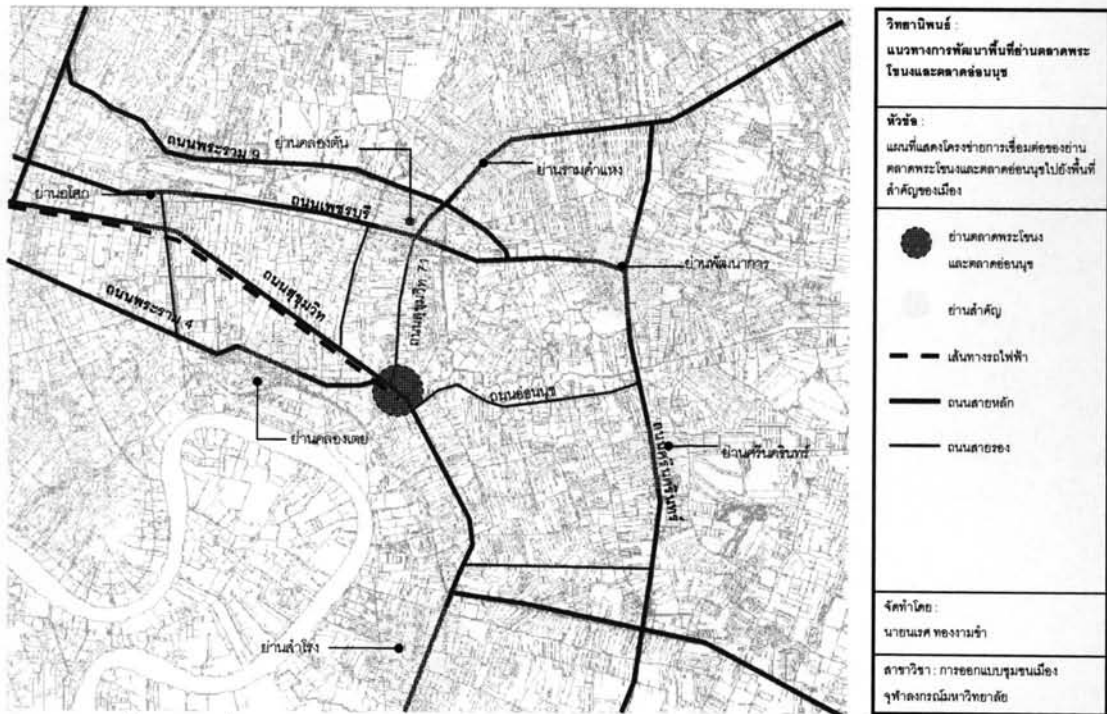 ถนนพระราม 9
ย่านคลองตัน
ย่านรามคำแหง
ย่านอโศก
ถนนเพชรบุรี
ถนนสุขุมวิท 71
ย่านพัฒนาการ
ถนนสุขุมวิท
ถนนพระราม 4
ถนนอ่อนนุช
ย่านคลองเตย
ถนนศรีนครินทร์
ย่านศรีนครินทร์
ย่านสำโรง
วิทยานิพนธ์ :
แนวทางการพัฒนาพื้นที่ย่านตลาดพระ
โขนงและตลาดอ่อนนุช
หัวข้อ :
แผนที่แสดงโครงข่ายการเชื่อมต่อของย่าน
ตลาดพระโขนงและตลาดอ่อนนุชไปยังพื้นที่
สำคัญของเมือง
ย่านตลาดพระโขนง
และตลาดอ่อนนุช
ย่านสำคัญ
เส้นทางรถไฟฟ้า
ถนนสายหลัก
ถนนสายรอง
จัดทำโดย :
นายนเรศ ทองงามขำ
สาขาวิชา : การออกแบบชุมชนเมือง
จุฬาลงกรณ์มหาวิทยาลัย